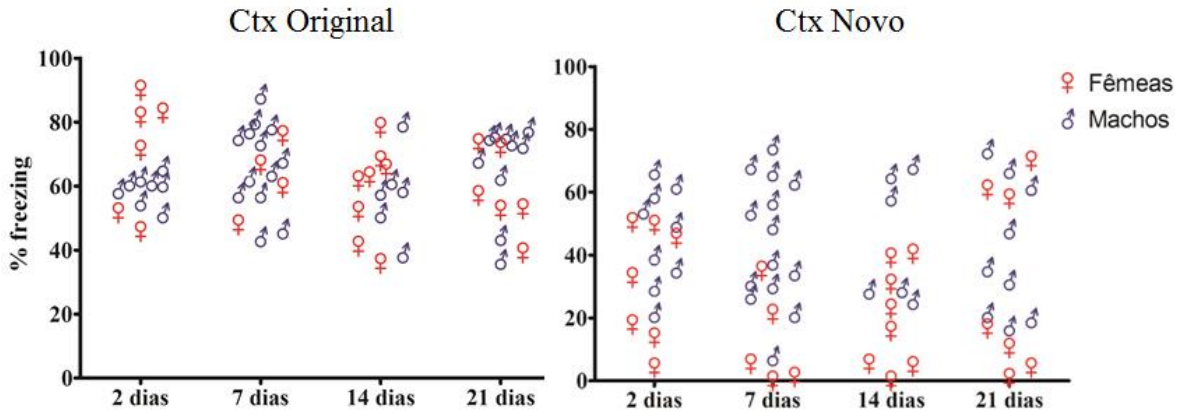 Ctx Original
% freezing
100
80
60
40
20
0
2 dias 7 dias 14 dias 21 dias
Ctx Novo
100
80
60
40
20
0
2 dias 7 dias 14 dias 21 dias
Fêmeas
Machos